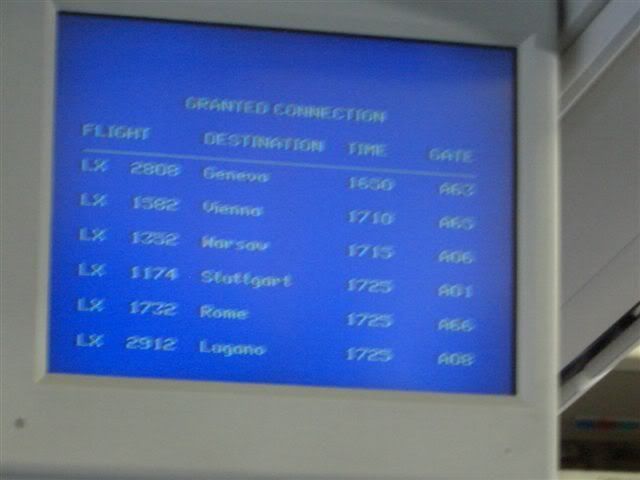 GRANTED CONNECTION
FLIGHT DESTINATION TIME GATE
LX 2808 Geneva 1650 A63
LX 1582 Vienna 1710 A65
LX 1352 Warsaw 1715 A06
LX 1174 Stuttgart 1725 A01
LX 1732 Rome 1725 A66
LX 2912 Lugano 1725 A08